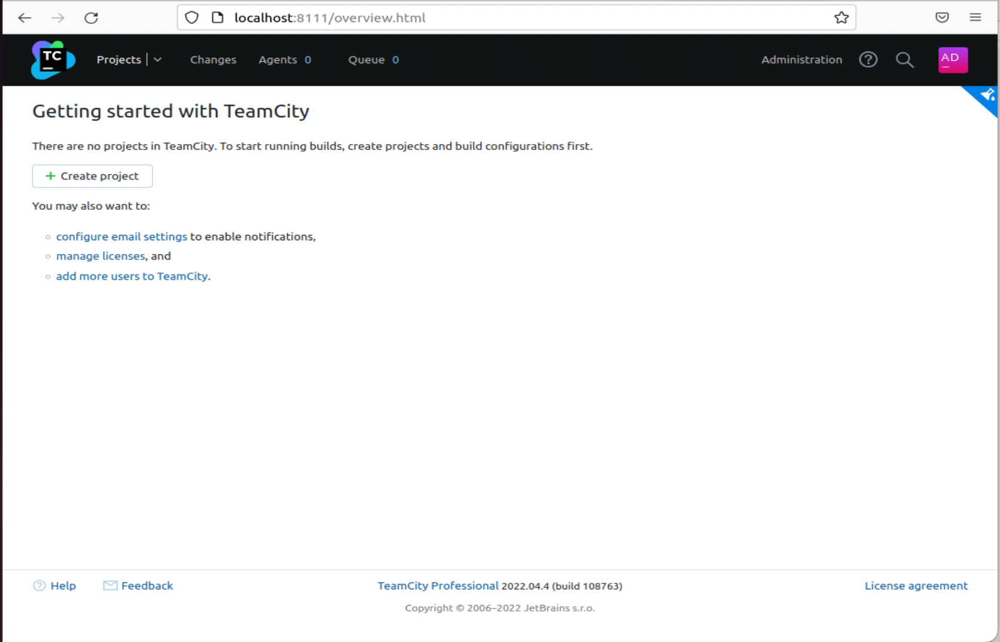 localhost:8111/overview.html
TC
Projects
Changes
Agents 0
Queue 0
Administration
AD
Getting started with TeamCity
There are no projects in TeamCity. To start running builds, create projects and build configurations first.
+ Create project
You may also want to:
configure email settings to enable notifications,
manage licenses, and
add more users to TeamCity.
Help
Feedback
TeamCity Professional 2022.04.4 (build 108763)
License agreement
Copyright © 2006–2022 JetBrains s.r.o.